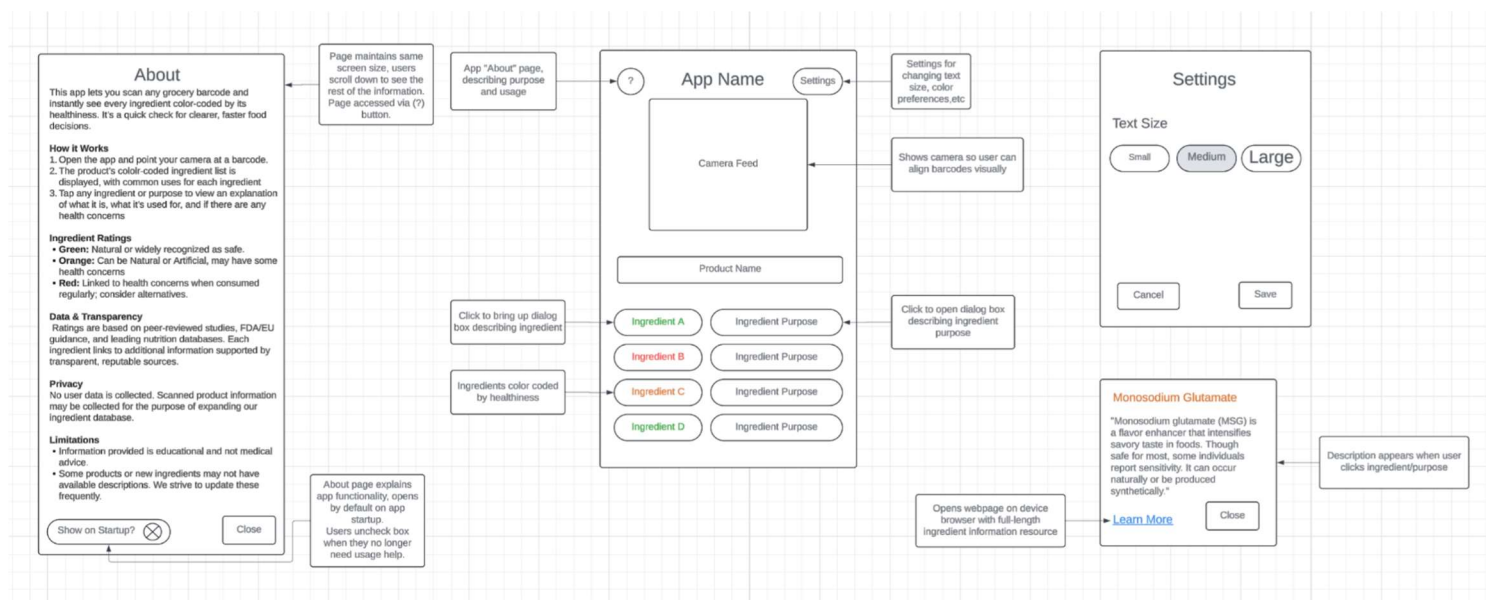 About
This app lets you scan any grocery barcode and
instantly see every ingredient color-coded by its
healthiness. It's a quick check for clearer, faster food
decisions.
How it Works
1. Open the app and point your camera at a barcode.
2. The product's cololr-coded ingredient list is
displayed, with common uses for each ingredient
3. Tap any ingredient or purpose to view an explanation
of what it is, what it's used for, and if there are any
health concerns
Ingredient Ratings
• Green: Natural or widely recognized as safe.
• Orange: Can be Natural or Artificial, may have some
health concerns
• Red: Linked to health concerns when consumed
regularly; consider alternatives.
Data & Transparency
Ratings are based on peer-reviewed studies, FDA/EU
guidance, and leading nutrition databases. Each
ingredient links to additional information supported by
transparent, reputable sources.
Privacy
No user data is collected. Scanned product information
may be collected for the purpose of expanding our
ingredient database.
Limitations
• Information provided is educational and not medical
advice.
• Some products or new ingredients may not have
available descriptions. We strive to update these
frequently.
Show on Startup?
Close
Page maintains same
screen size, users
scroll down to see the
rest of the information.
Page accessed via (?)
button.
About page explains
app functionality, opens
by default on app
startup.
Users uncheck box
when they no longer
need usage help.
App "About" page,
describing purpose
and usage
?
App Name
Settings
Settings for
changing text
size, color
preferences,etc
Camera Feed
Shows camera so user can
align barcodes visually
Product Name
Click to bring up dialog
box describing ingredient
Ingredient A
Ingredient Purpose
Click to open dialog box
describing ingredient
purpose
Ingredient B
Ingredient Purpose
Ingredients color coded
by healthiness
Ingredient C
Ingredient Purpose
Ingredient D
Ingredient Purpose
Settings
Text Size
Small
Medium
Large
Cancel
Save
Monosodium Glutamate
"Monosodium glutamate (MSG) is
a flavor enhancer that intensifies
savory taste in foods. Though
safe for most, some individuals
report sensitivity. It can occur
naturally or be produced
synthetically."
Learn More
Close
Description appears when user
clicks ingredient/purpose
Opens webpage on device
browser with full-length
ingredient information resource